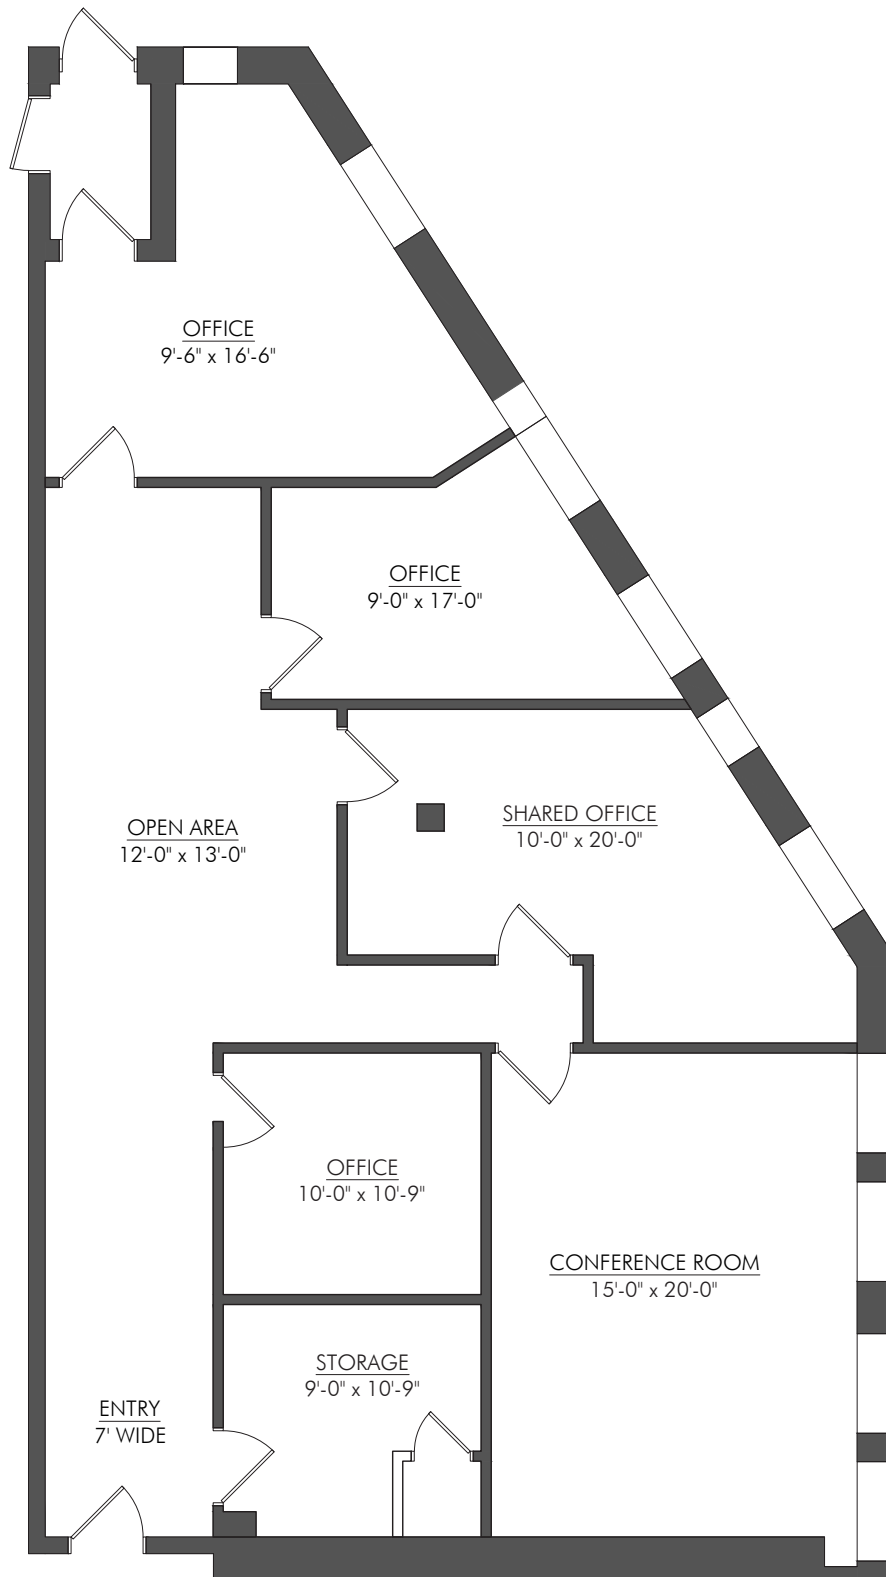 OFFICE
9'-6" x 16'-6"
OFFICE
9'-0" x 17'-0"
SHARED OFFICE
10'-0" x 20'-0"
OPEN AREA
12'-0" x 13'-0"
OFFICE
10'-0" x 10'-9"
CONFERENCE ROOM
15'-0" x 20'-0"
STORAGE
9'-0" x 10'-9"
ENTRY
7' WIDE